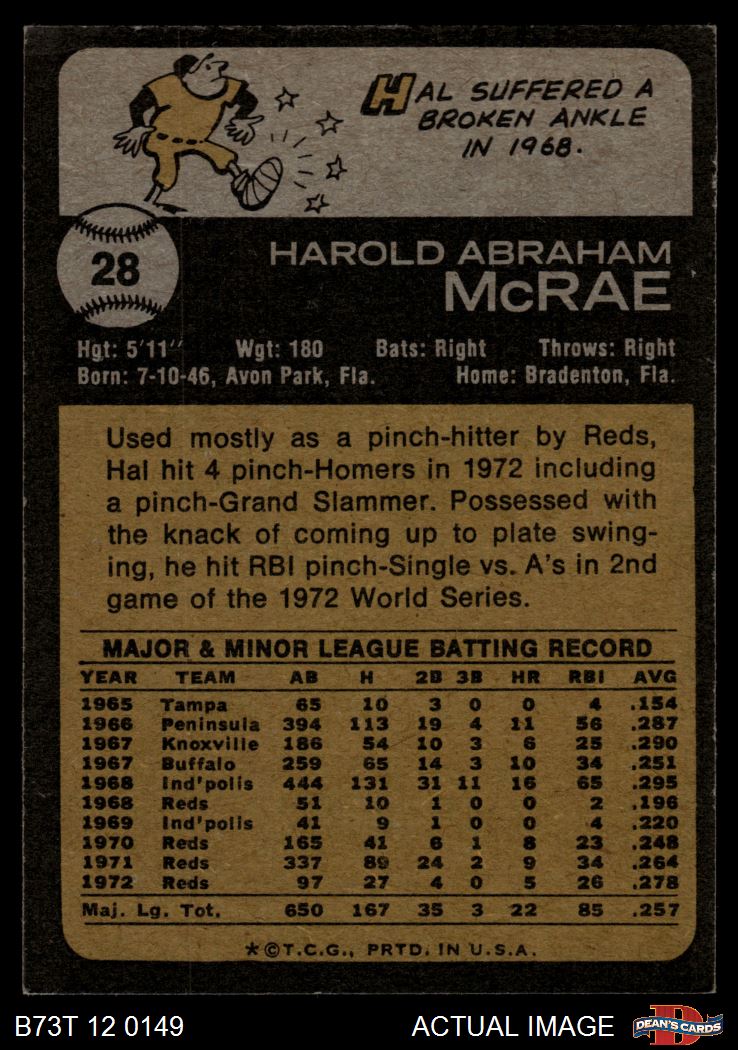 HAL SUFFERED A
BROKEN ANKLE
IN 1968.
28
HAROLD ABRAHAM
McRAE
Hgt: 5'11" Wgt: 180 Bats: Right Throws: Right
Born: 7-10-46, Avon Park, Fla. Home: Bradenton, Fla.
Used mostly as a pinch-hitter by Reds,
Hal hit 4 pinch-Homers in 1972 including
a pinch-Grand Slammer. Possessed with
the knack of coming up to plate swing-
ing, he hit RBI pinch-Single vs. A's in 2nd
game of the 1972 World Series.
MAJOR & MINOR LEAGUE BATTING RECORD
YEAR TEAM AB H 2B 3B HR RBI AVG
1965 Tampa 65 10 3 0 0 4 .154
1966 Peninsula 394 113 19 4 11 56 .287
1967 Knoxville 186 54 10 3 6 25 .290
1967 Buffalo 259 65 14 3 10 34 .251
1968 Ind'polis 444 131 31 11 16 65 .295
1968 Reds 51 10 1 0 0 2 .196
1969 Ind'polis 41 9 1 0 0 4 .220
1970 Reds 165 41 6 1 8 23 .248
1971 Reds 337 89 24 2 9 34 .264
1972 Reds 97 27 4 0 5 26 .278
Maj. Lg. Tot. 650 167 35 3 22 85 .257
*©T.C.G., PRTD. IN U.S.A.
B73T 12 0149 ACTUAL IMAGE
D
DEAN'S CARDS